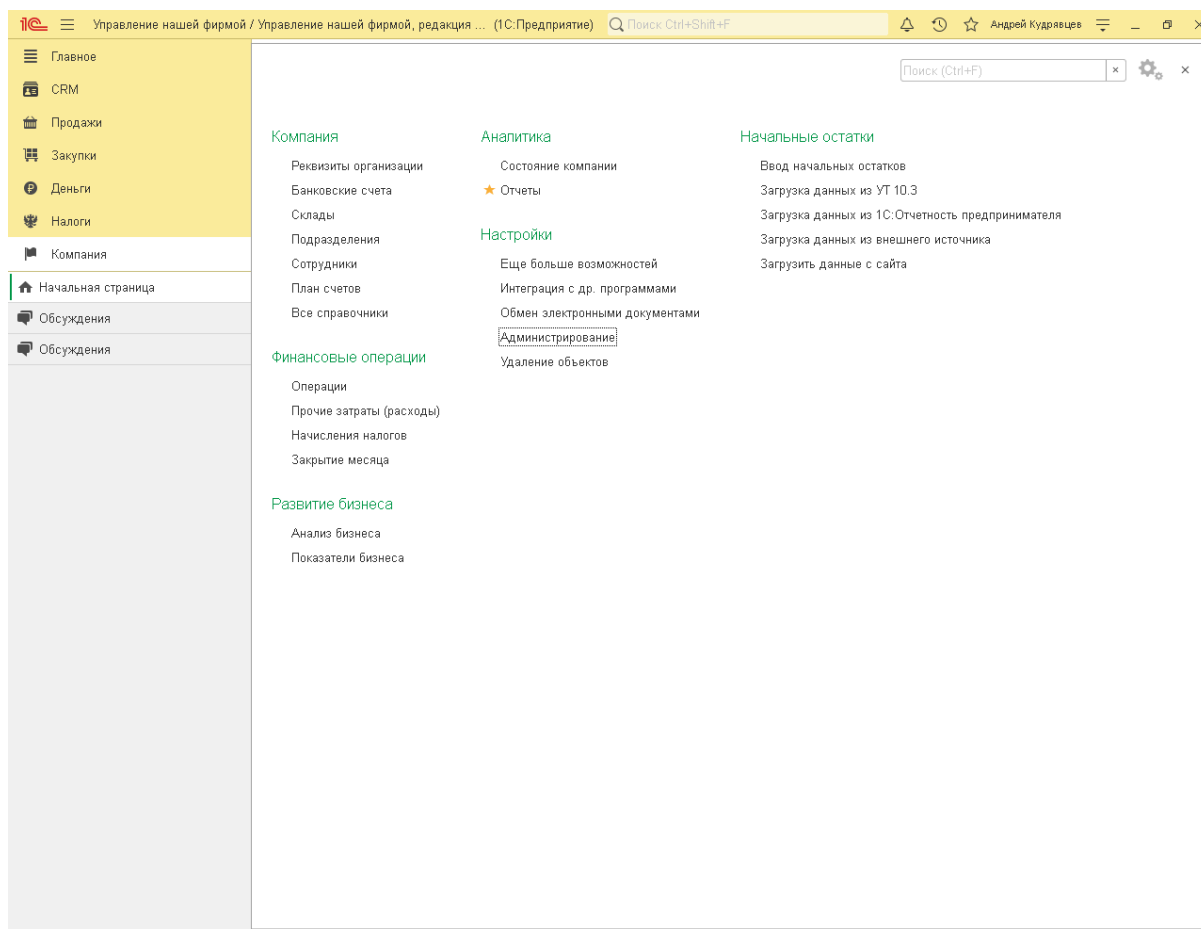 1С Управление нашей фирмой / Управление нашей фирмой, редакция ... (1С:Предприятие) Поиск Ctrl+Shift+F Андрей Кудрявцев
Главное
CRM
Продажи
Закупки
Деньги
Налоги
Компания
Начальная страница
Обсуждения
Обсуждения
Поиск (Ctrl+F)
Компания
Реквизиты организации
Банковские счета
Склады
Подразделения
Сотрудники
План счетов
Все справочники
Финансовые операции
Операции
Прочие затраты (расходы)
Начисления налогов
Закрытие месяца
Развитие бизнеса
Анализ бизнеса
Показатели бизнеса
Аналитика
Состояние компании
Отчеты
Настройки
Еще больше возможностей
Интеграция с др. программами
Обмен электронными документами
Администрирование
Удаление объектов
Начальные остатки
Ввод начальных остатков
Загрузка данных из УТ 10.3
Загрузка данных из 1С:Отчетность предпринимателя
Загрузка данных из внешнего источника
Загрузить данные с сайта